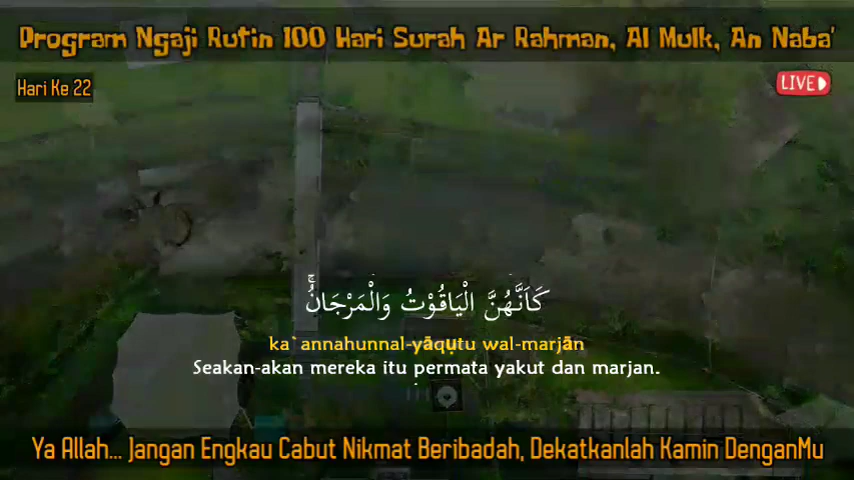 Program Ngaji Rutin 100 Hari Surah Ar Rahman, Al Mulk, An Naba'
Hari Ke 22
LIVE
كَاَنَّهُنَّ الْيَاقُوْتُ وَالْمَرْجَانُۚ
ka`annahunnal-yāqụtu wal-marjān
Seakan-akan mereka itu permata yakut dan marjan.
Ya Allah... Jangan Engkau Cabut Nikmat Beribadah, Dekatkanlah Kamin DenganMu